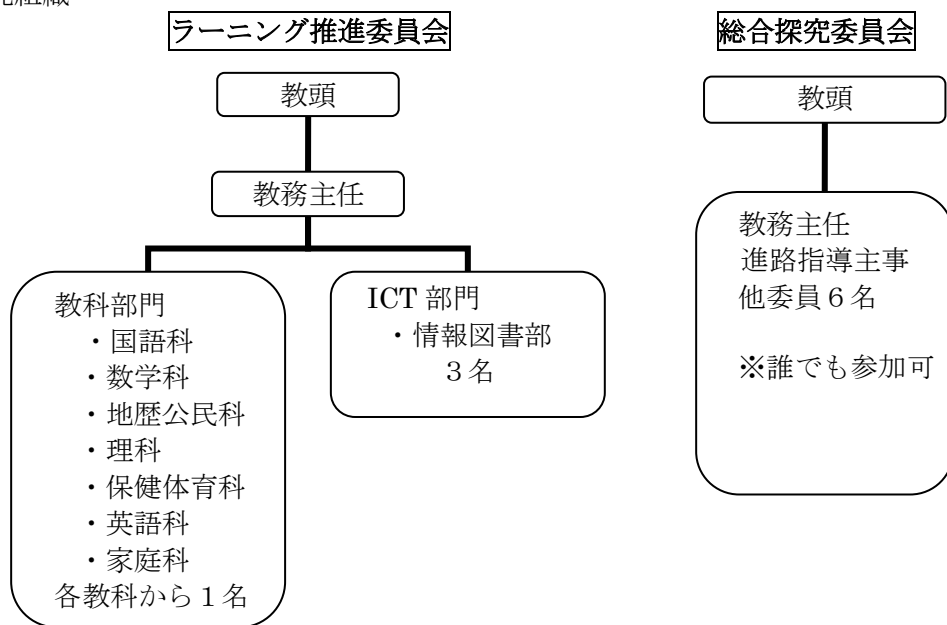 ラーニング推進委員会
教頭
教務主任
教科部門
・国語科
・数学科
・地歴公民科
・理科
・保健体育科
・英語科
・家庭科
各教科から１名
ICT 部門
・情報図書部
３名
総合探究委員会
教頭
教務主任
進路指導主事
他委員６名
※誰でも参加可